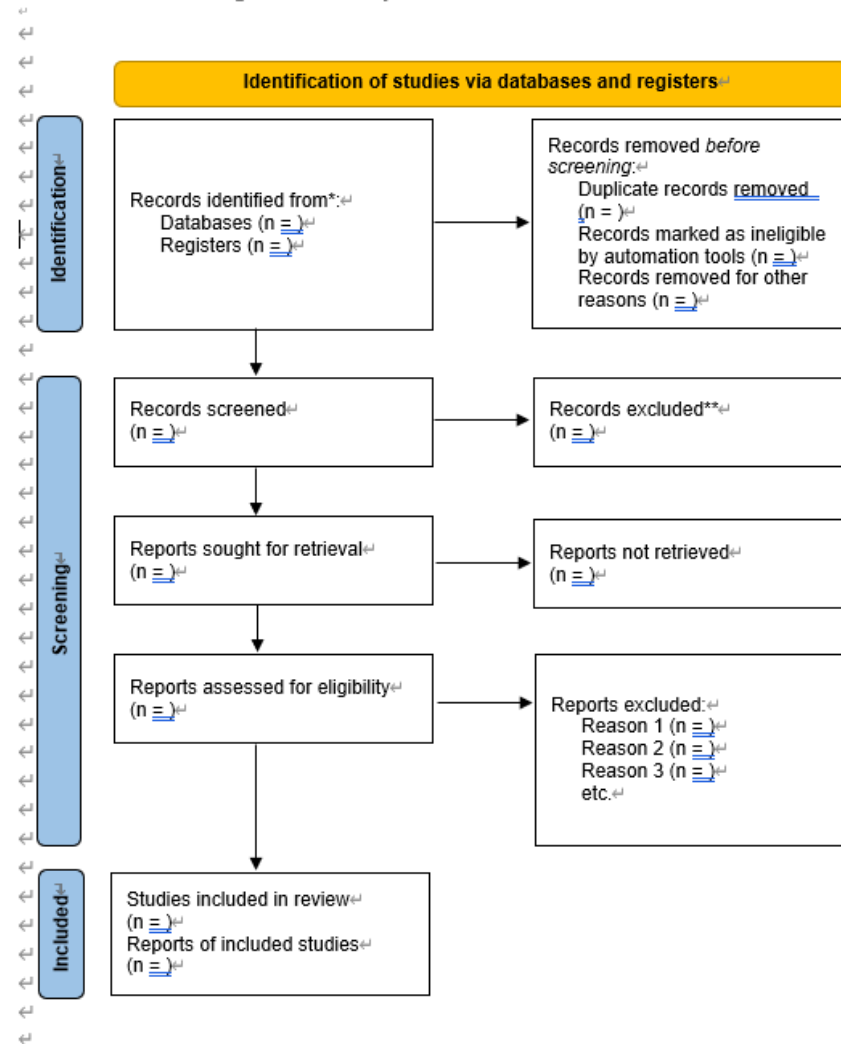 Identification of studies via databases and registers
Identification
Records identified from*:
Databases (n = )
Registers (n = )
Records removed before
screening:
Duplicate records removed
(n = )
Records marked as ineligible
by automation tools (n = )
Records removed for other
reasons (n = )
Screening
Records screened
(n = )
Records excluded**
(n = )
Reports sought for retrieval
(n = )
Reports not retrieved
(n = )
Reports assessed for eligibility
(n = )
Reports excluded:
Reason 1 (n = )
Reason 2 (n = )
Reason 3 (n = )
etc.
Included
Studies included in review
(n = )
Reports of included studies
(n = )